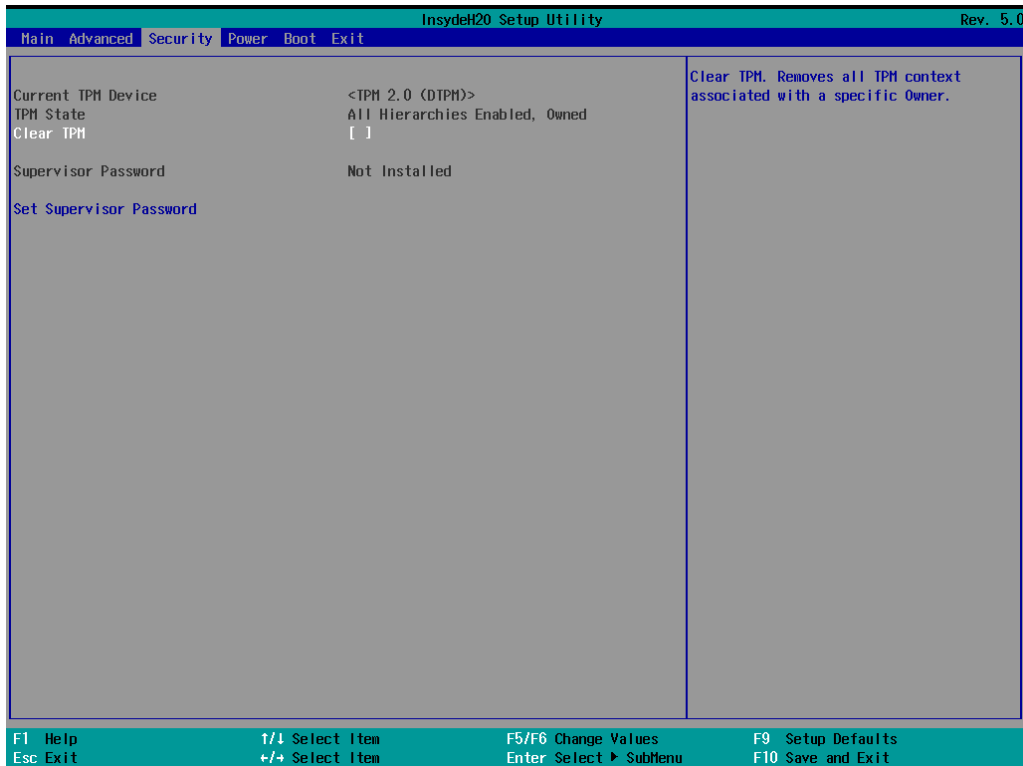 InsydeH20 Setup Utility Rev. 5.0
Main Advanced Security Power Boot Exit
Current TPM Device <TPM 2.0 (DTPM)>
TPM State All Hierarchies Enabled, Owned
Clear TPM [ ]
Supervisor Password Not Installed
Set Supervisor Password
Clear TPM. Removes all TPM context
associated with a specific Owner.
F1 Help ↑/↓ Select Item F5/F6 Change Values F9 Setup Defaults
Esc Exit ←/→ Select Item Enter Select ▶ SubMenu F10 Save and Exit